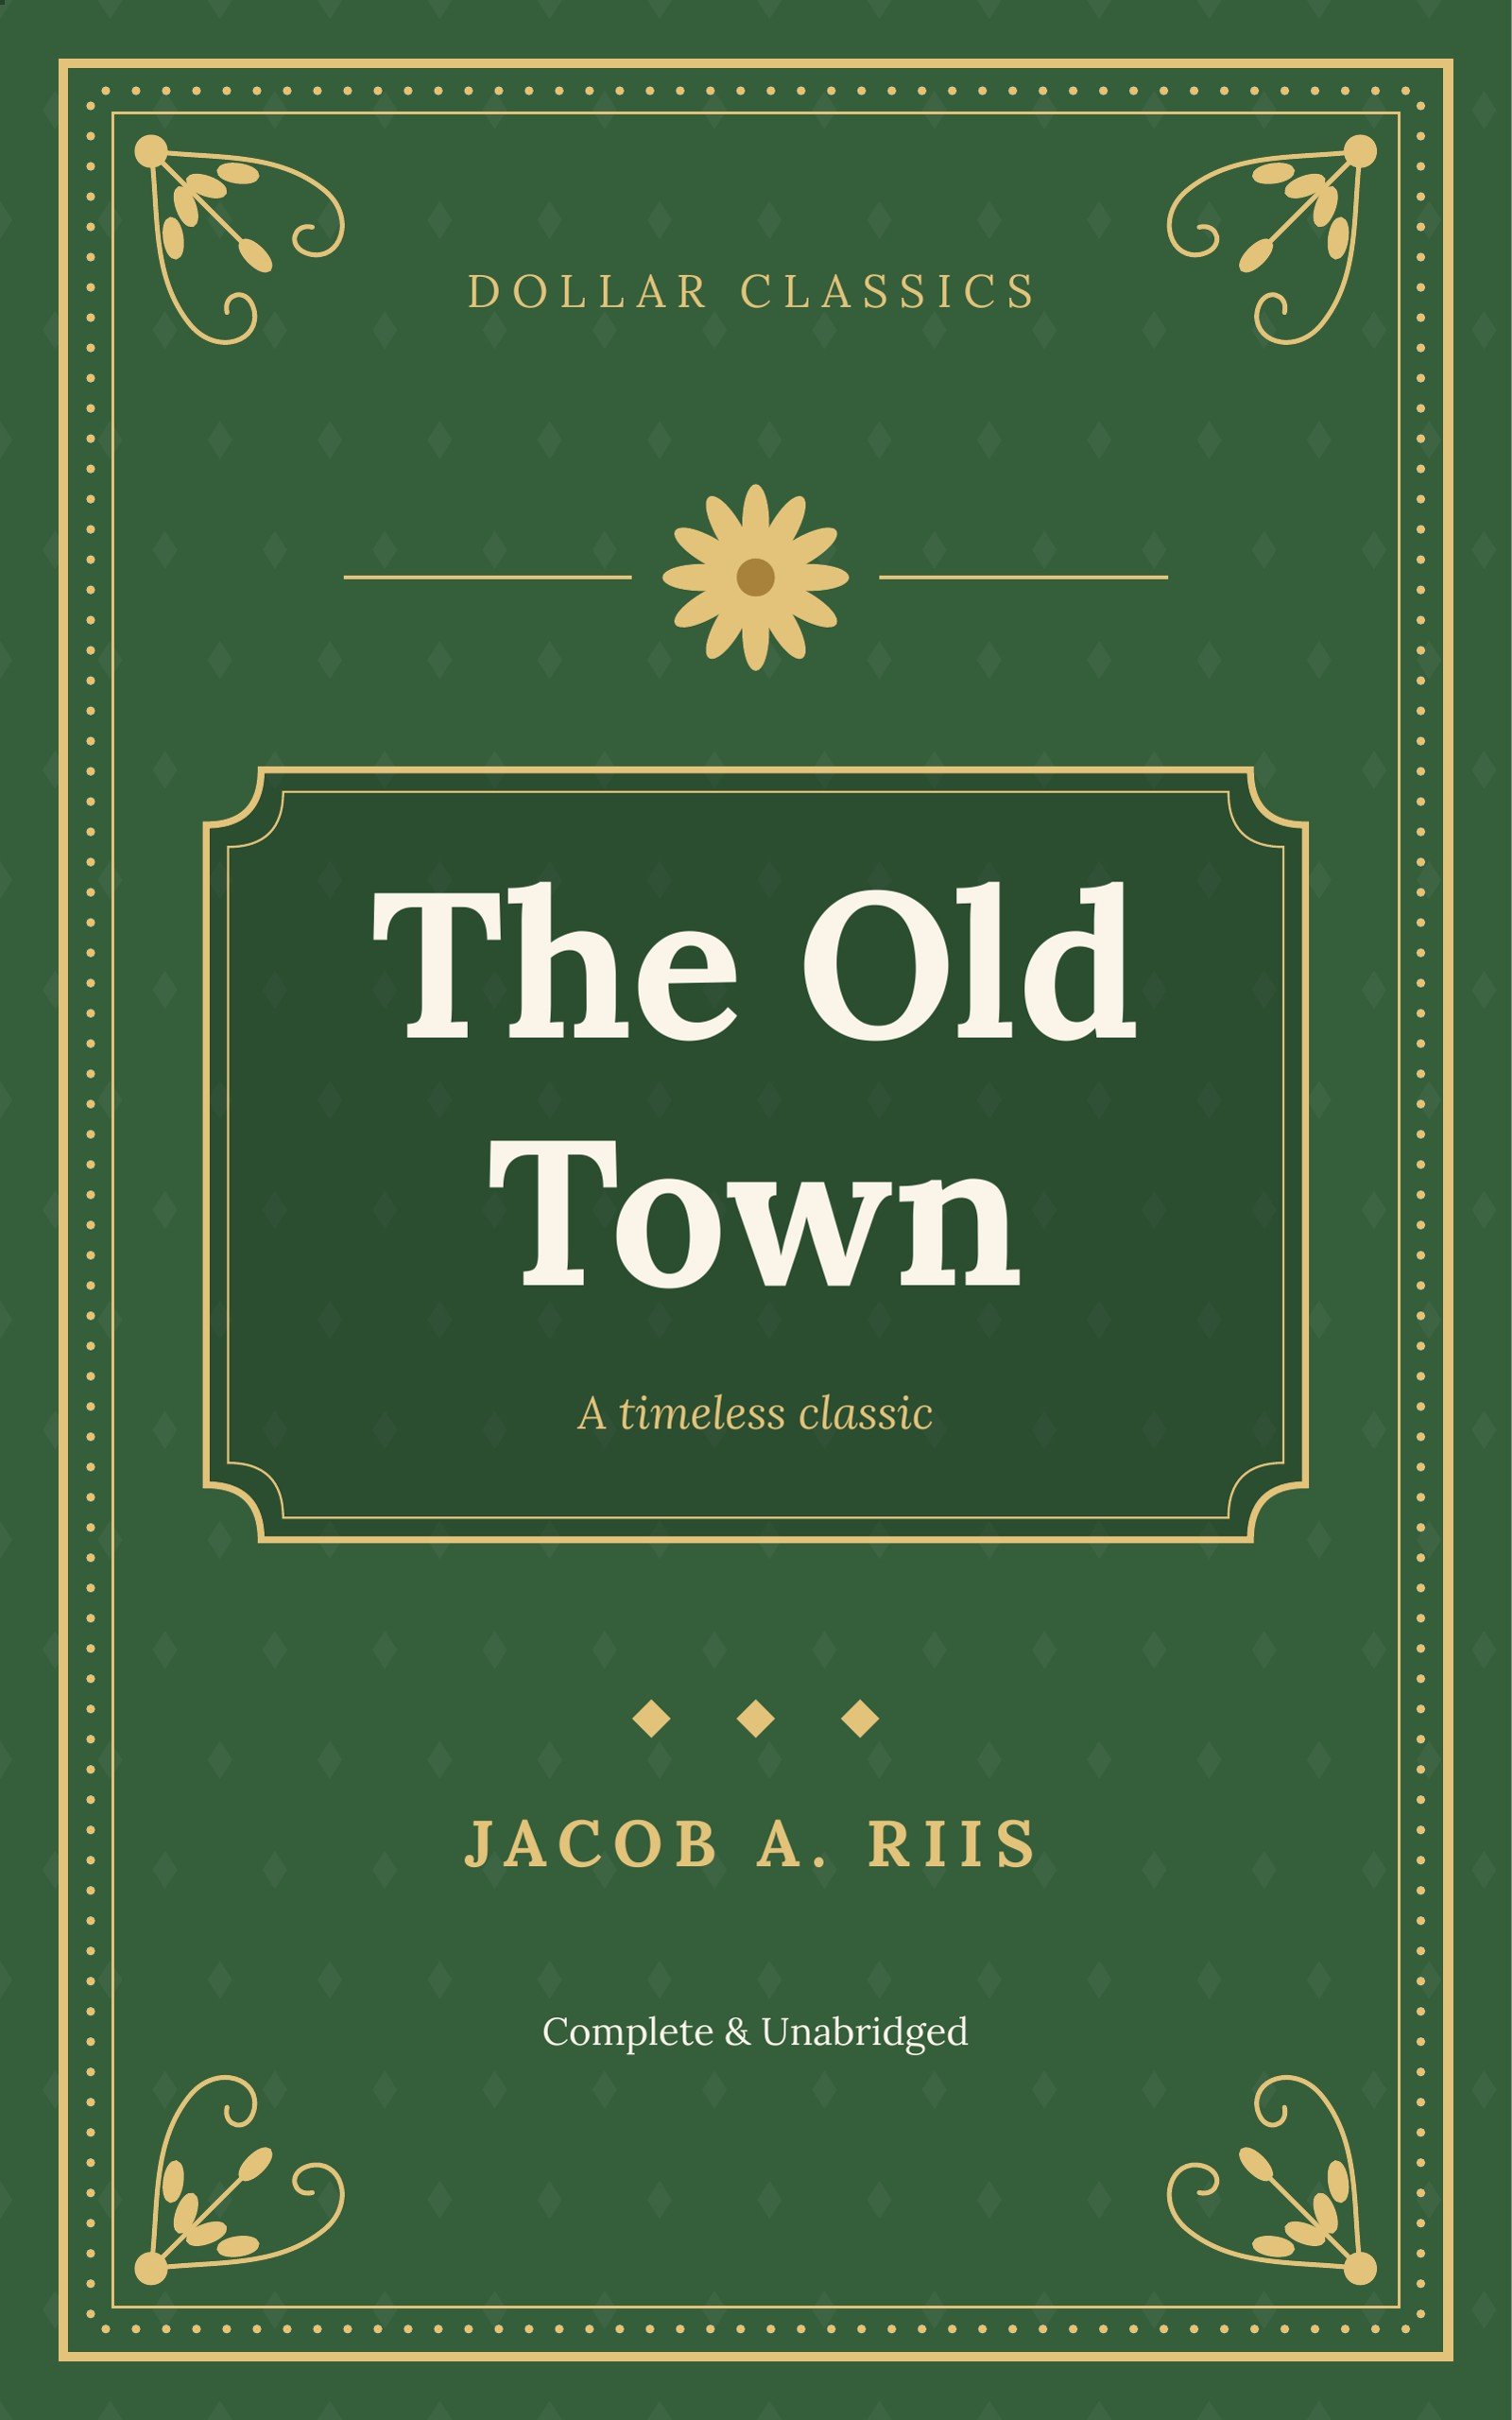 DOLLAR CLASSICS
The Old
Town
A timeless classic
JACOB A. RIIS
Complete & Unabridged